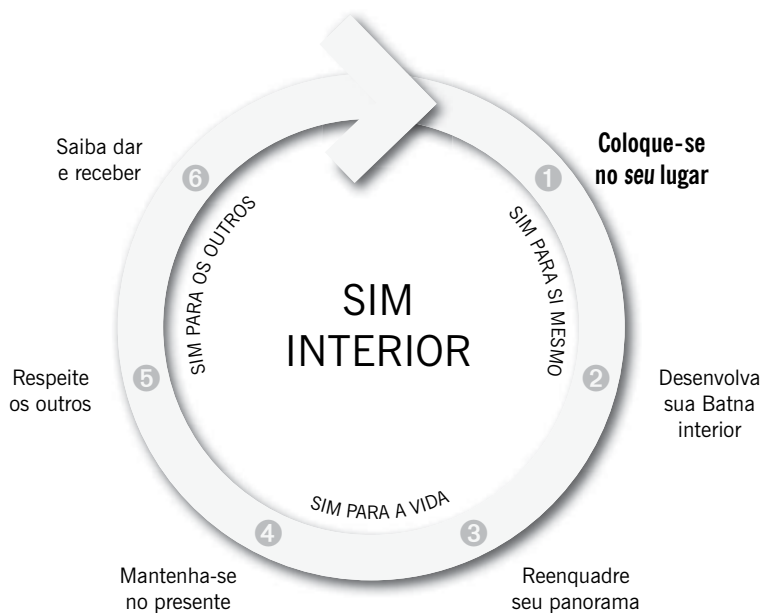 Coloque-se
no seu lugar
1
SIM PARA SI MESMO
2
Desenvolva
sua Batna
interior
3
Reenquadre
seu panorama
SIM PARA A VIDA
4
Mantenha-se
no presente
5
Respeite
os outros
SIM PARA OS OUTROS
6
Saiba dar
e receber
SIM
INTERIOR